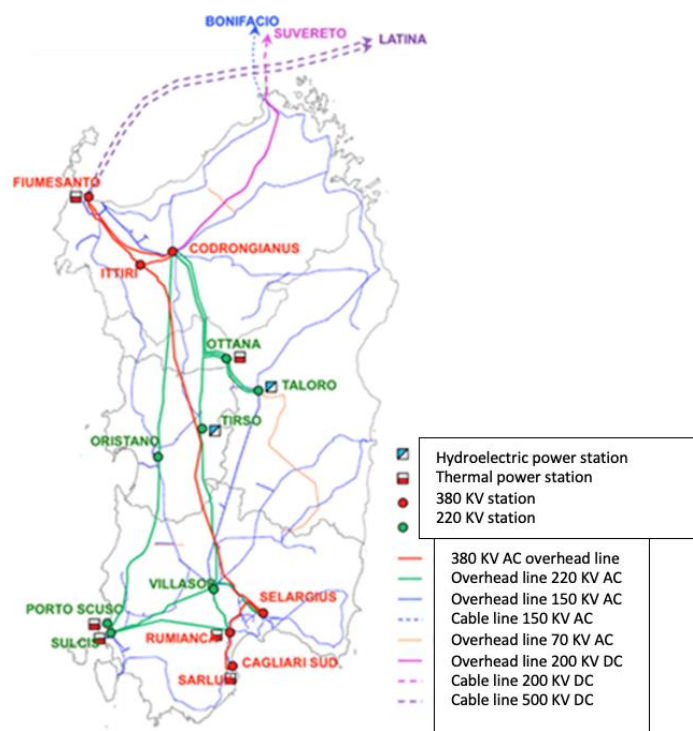 BONIFACIO
SUVERETO
LATINA
FIUMESANTO
CODRONGIANUS
ITTIRI
OTTANA
TALORO
TIRSO
ORISTANO
VILLASOR
SELARGIUS
PORTO SCUSO
SULCIS
RUMIANCA
CAGLIARI SUD
SARLU
Hydroelectric power station
Thermal power station
380 KV station
220 KV station
380 KV AC overhead line
Overhead line 220 KV AC
Overhead line 150 KV AC
Cable line 150 KV AC
Overhead line 70 KV AC
Overhead line 200 KV DC
Cable line 200 KV DC
Cable line 500 KV DC